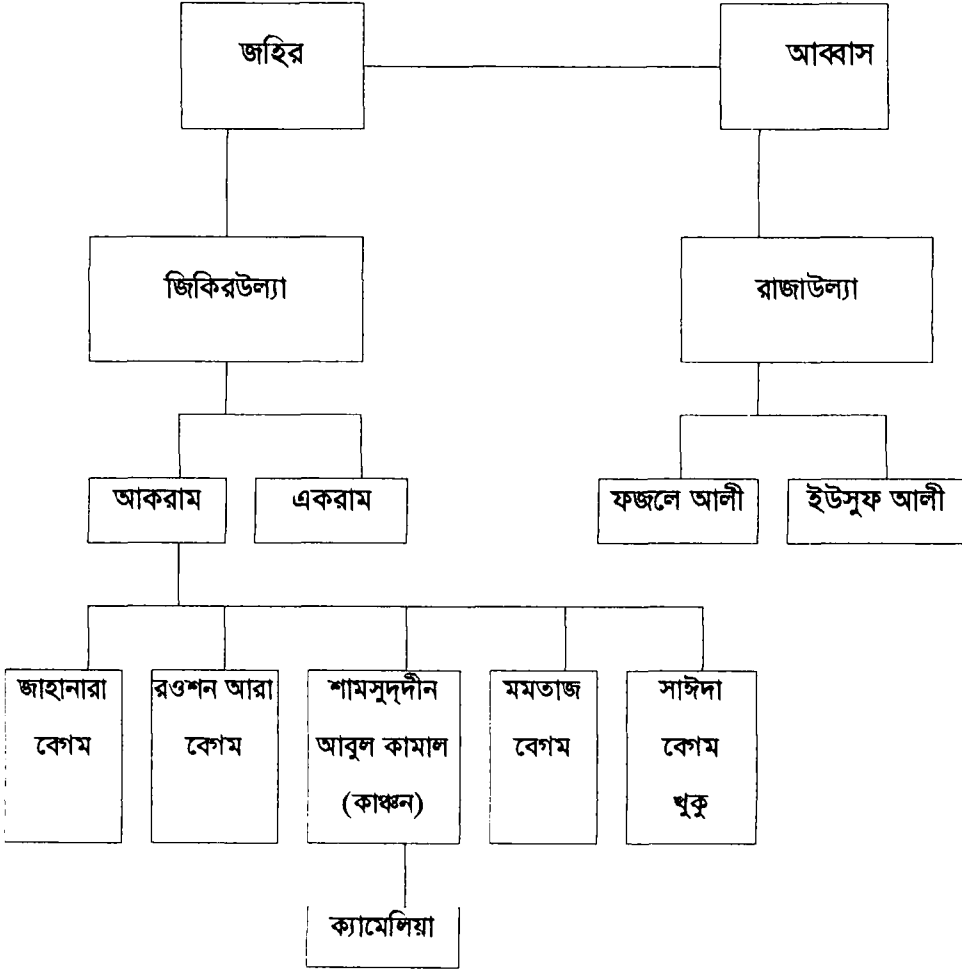 জহির
আব্বাস
জিকিরউল্যা
রাজাউল্যা
আকরাম
একরাম
ফজলে আলী
ইউসুফ আলী
জাহানারা
বেগম
রওশন আরা
বেগম
শামসুদ্দীন
আবুল কামাল
(কাঞ্চন)
মমতাজ
বেগম
সাঈদা
বেগম
খুকু
ক্যামেলিয়া